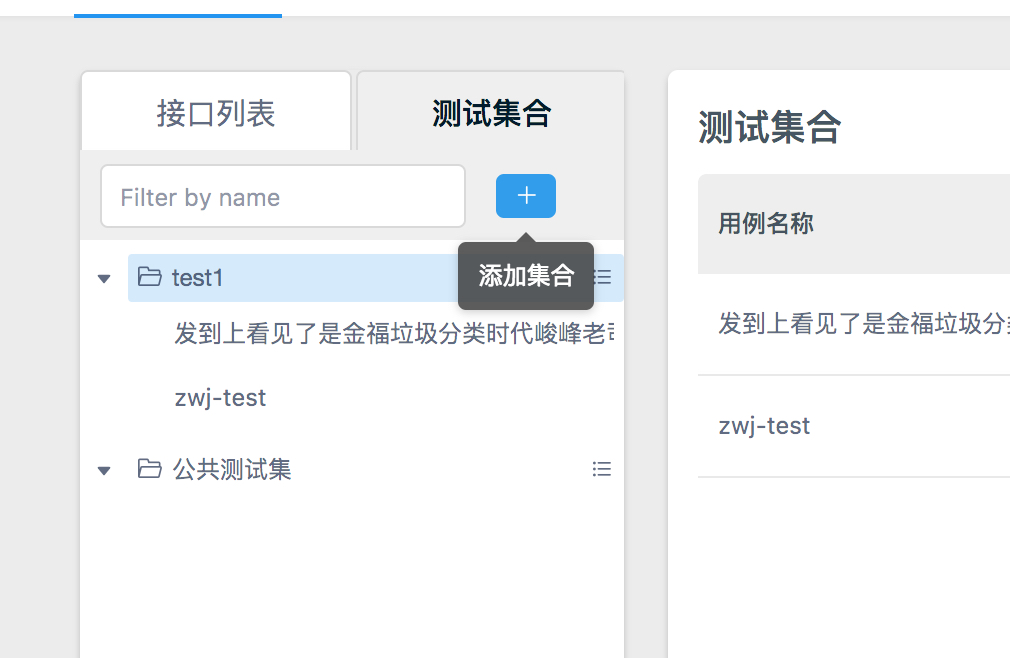 接口列表
测试集合
Filter by name
添加集合
test1
发到上看见了是金福垃圾分类时代峻峰老
zwj-test
公共测试集
测试集合
用例名称
发到上看见了是金福垃圾分
zwj-test